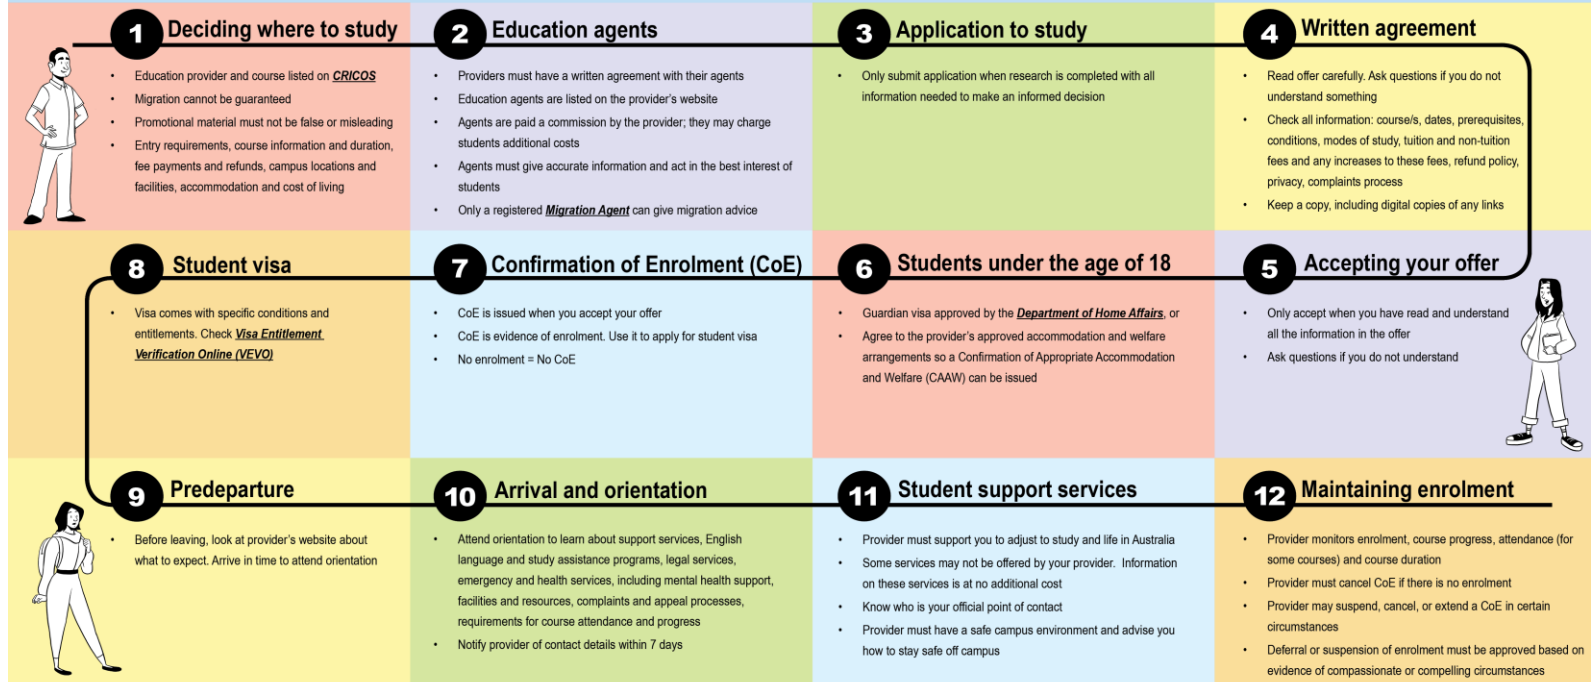 1 Deciding where to study
• Education provider and course listed on CRICOS
• Migration cannot be guaranteed
• Promotional material must not be false or misleading
• Entry requirements, course information and duration,
fee payments and refunds, campus locations and
facilities, accommodation and cost of living
2 Education agents
• Providers must have a written agreement with their agents
• Education agents are listed on the provider's website
• Agents are paid a commission by the provider; they may charge
students additional costs
• Agents must give accurate information and act in the best interest of
students
• Only a registered Migration Agent can give migration advice
3 Application to study
• Only submit application when research is completed with all
information needed to make an informed decision
4 Written agreement
• Read offer carefully. Ask questions if you do not
understand something
• Check all information: course/s, dates, prerequisites,
conditions, modes of study, tuition and non-tuition
fees and any increases to these fees, refund policy,
privacy, complaints process
• Keep a copy, including digital copies of any links
5 Accepting your offer
• Only accept when you have read and understand
all the information in the offer
• Ask questions if you do not understand
6 Students under the age of 18
• Guardian visa approved by the Department of Home Affairs, or
• Agree to the provider's approved accommodation and welfare
arrangements so a Confirmation of Appropriate Accommodation
and Welfare (CAAW) can be issued
7 Confirmation of Enrolment (CoE)
• CoE is issued when you accept your offer
• CoE is evidence of enrolment. Use it to apply for student visa
• No enrolment = No CoE
8 Student visa
• Visa comes with specific conditions and
entitlements. Check Visa Entitlement
Verification Online (VEVO)
9 Predeparture
• Before leaving, look at provider's website about
what to expect. Arrive in time to attend orientation
10 Arrival and orientation
• Attend orientation to learn about support services, English
language and study assistance programs, legal services,
emergency and health services, including mental health support,
facilities and resources, complaints and appeal processes,
requirements for course attendance and progress
• Notify provider of contact details within 7 days
11 Student support services
• Provider must support you to adjust to study and life in Australia
• Some services may not be offered by your provider. Information
on these services is at no additional cost
• Know who is your official point of contact
• Provider must have a safe campus environment and advise you
how to stay safe off campus
12 Maintaining enrolment
• Provider monitors enrolment, course progress, attendance (for
some courses) and course duration
• Provider must cancel CoE if there is no enrolment
• Provider may suspend, cancel, or extend a CoE in certain
circumstances
• Deferral or suspension of enrolment must be approved based on
evidence of compassionate or compelling circumstances